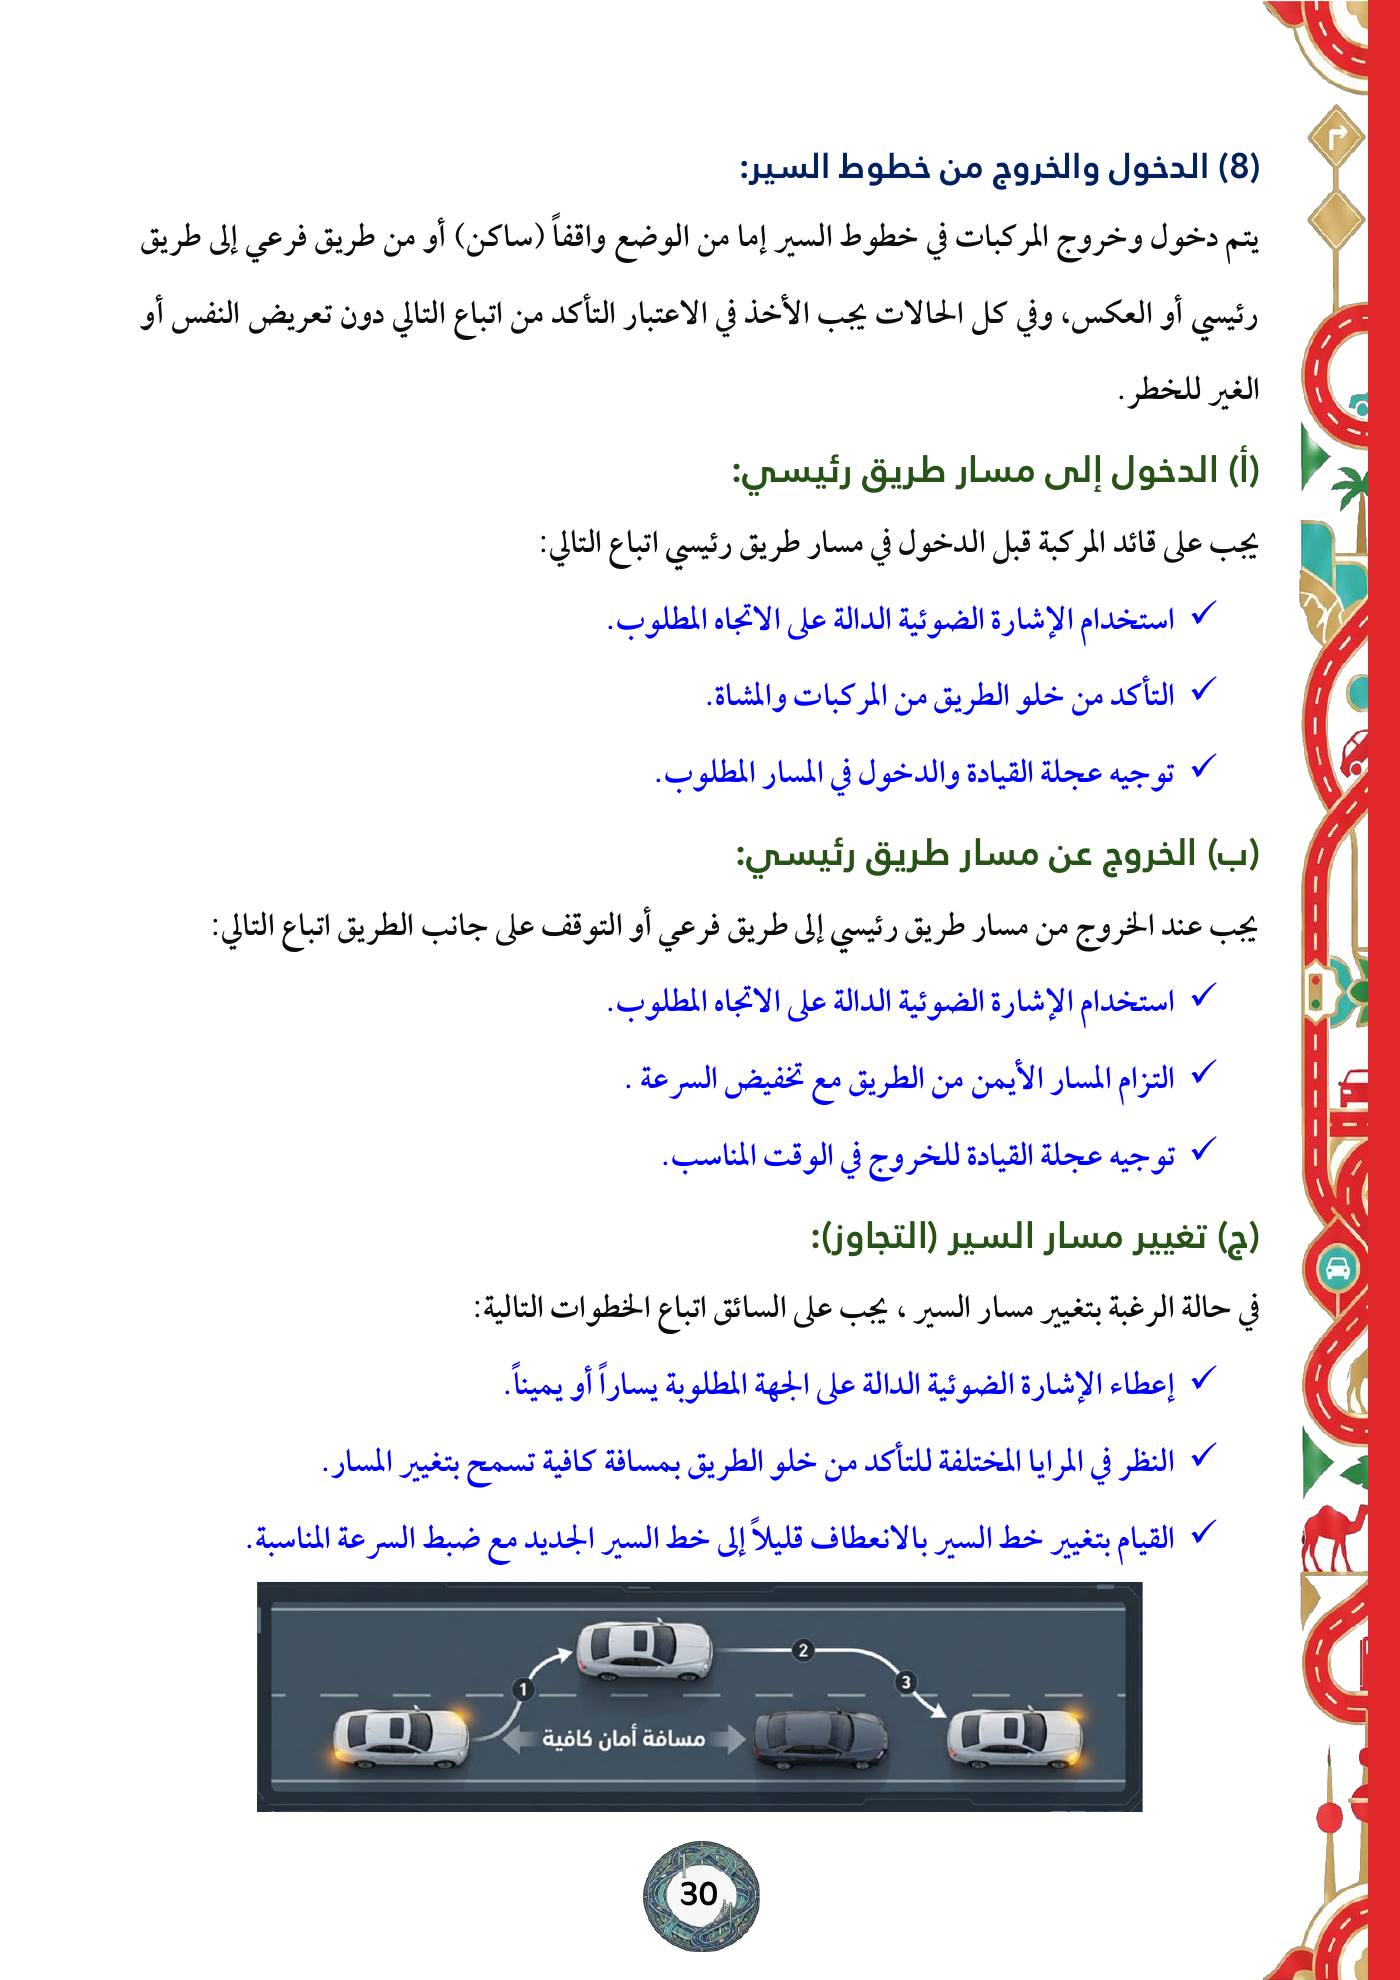 (8) الدخول والخروج من خطوط السير:
يتم دخول وخروج المركبات في خطوط السير إما من الوضع واقفاً (ساكن) أو من طريق فرعي إلى طريق
رئيسي أو العكس، وفي كل الحالات يجب الأخذ في الاعتبار التأكد من اتباع التالي دون تعريض النفس أو
الغير للخطر.
(أ) الدخول إلى مسار طريق رئيسي:
يجب على قائد المركبة قبل الدخول في مسار طريق رئيسي اتباع التالي:
✓ استخدام الإشارة الضوئية الدالة على الاتجاه المطلوب.
✓ التأكد من خلو الطريق من المركبات والمشاة.
✓ توجيه عجلة القيادة والدخول في المسار المطلوب.
(ب) الخروج عن مسار طريق رئيسي:
يجب عند الخروج من مسار طريق رئيسي إلى طريق فرعي أو التوقف على جانب الطريق اتباع التالي:
✓ استخدام الإشارة الضوئية الدالة على الاتجاه المطلوب.
✓ التزام المسار الأيمن من الطريق مع تخفيض السرعة .
✓ توجيه عجلة القيادة للخروج في الوقت المناسب.
(ج) تغيير مسار السير (التجاوز):
في حالة الرغبة بتغيير مسار السير ، يجب على السائق اتباع الخطوات التالية:
✓ إعطاء الإشارة الضوئية الدالة على الجهة المطلوبة يساراً أو يميناً.
✓ النظر في المرايا المختلفة للتأكد من خلو الطريق بمسافة كافية تسمح بتغيير المسار.
✓ القيام بتغيير خط السير بالانعطاف قليلاً إلى خط السير الجديد مع ضبط السرعة المناسبة.
1
2
3
مسافة أمان كافية
30